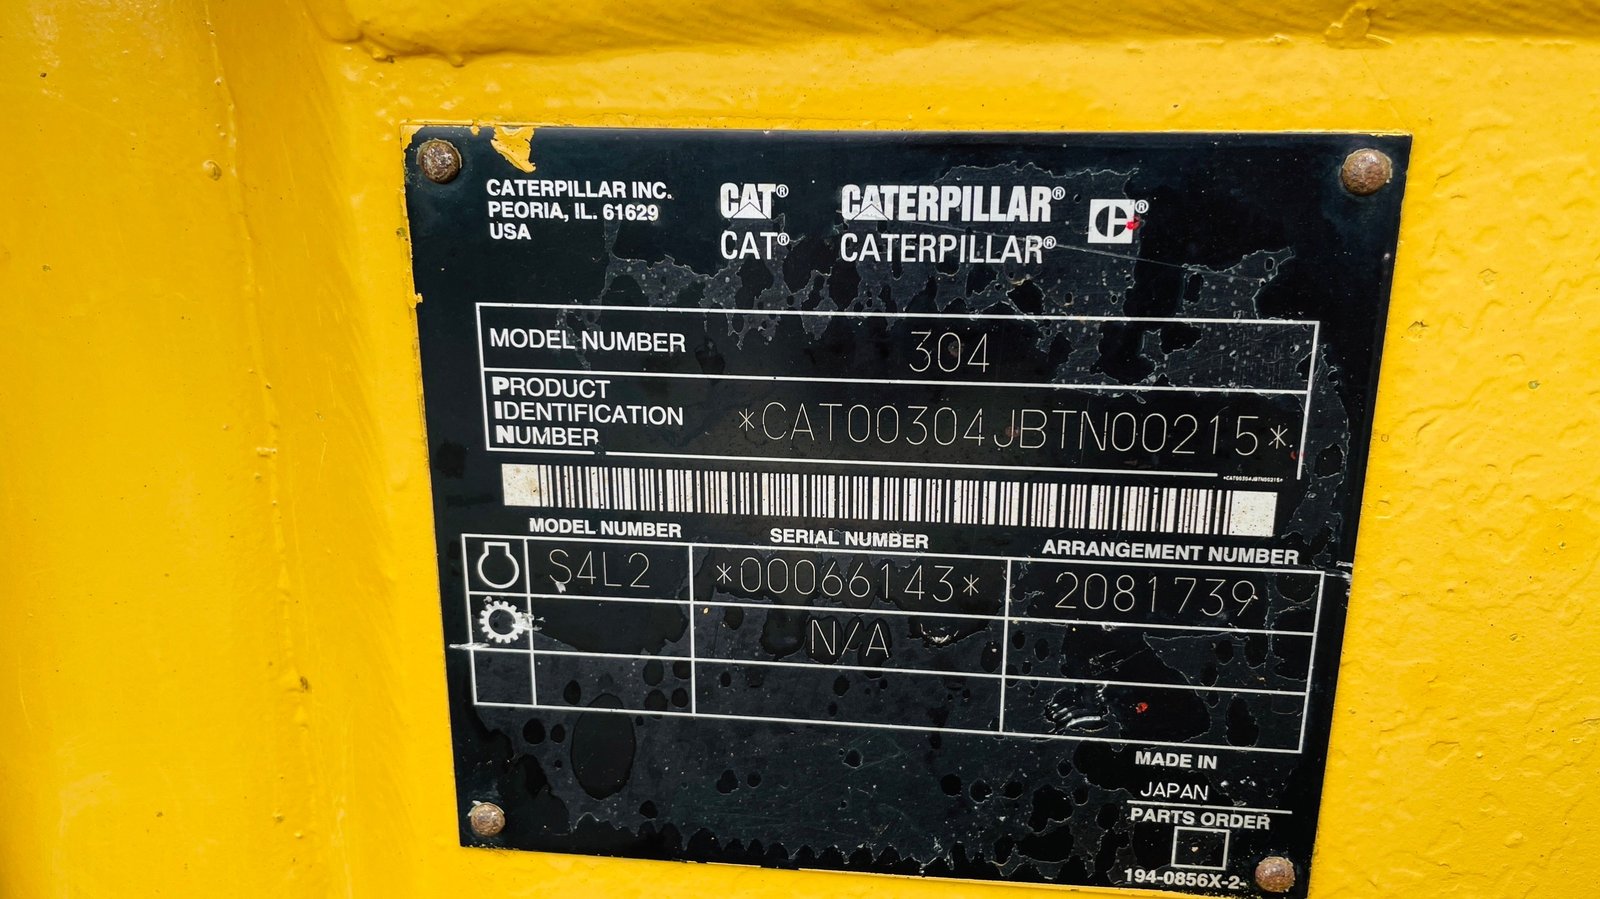 CATERPILLAR INC.
PEORIA, IL. 61629
USA
CAT® CATERPILLAR® C®
CAT® CATERPILLAR®
MODEL NUMBER 304
PRODUCT
IDENTIFICATION
NUMBER
*CAT00304JBTN00215*
*CAT00304JBTN00215*
MODEL NUMBER SERIAL NUMBER ARRANGEMENT NUMBER
S4L2 *00066143* 2081739
N/A
MADE IN
JAPAN
PARTS ORDER
194-0856X-2-